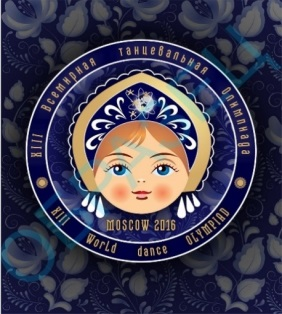 XIII Всемирная танцевальная Олимпиада
MOSCOW 2016
XIII World dance OLYMPIAD